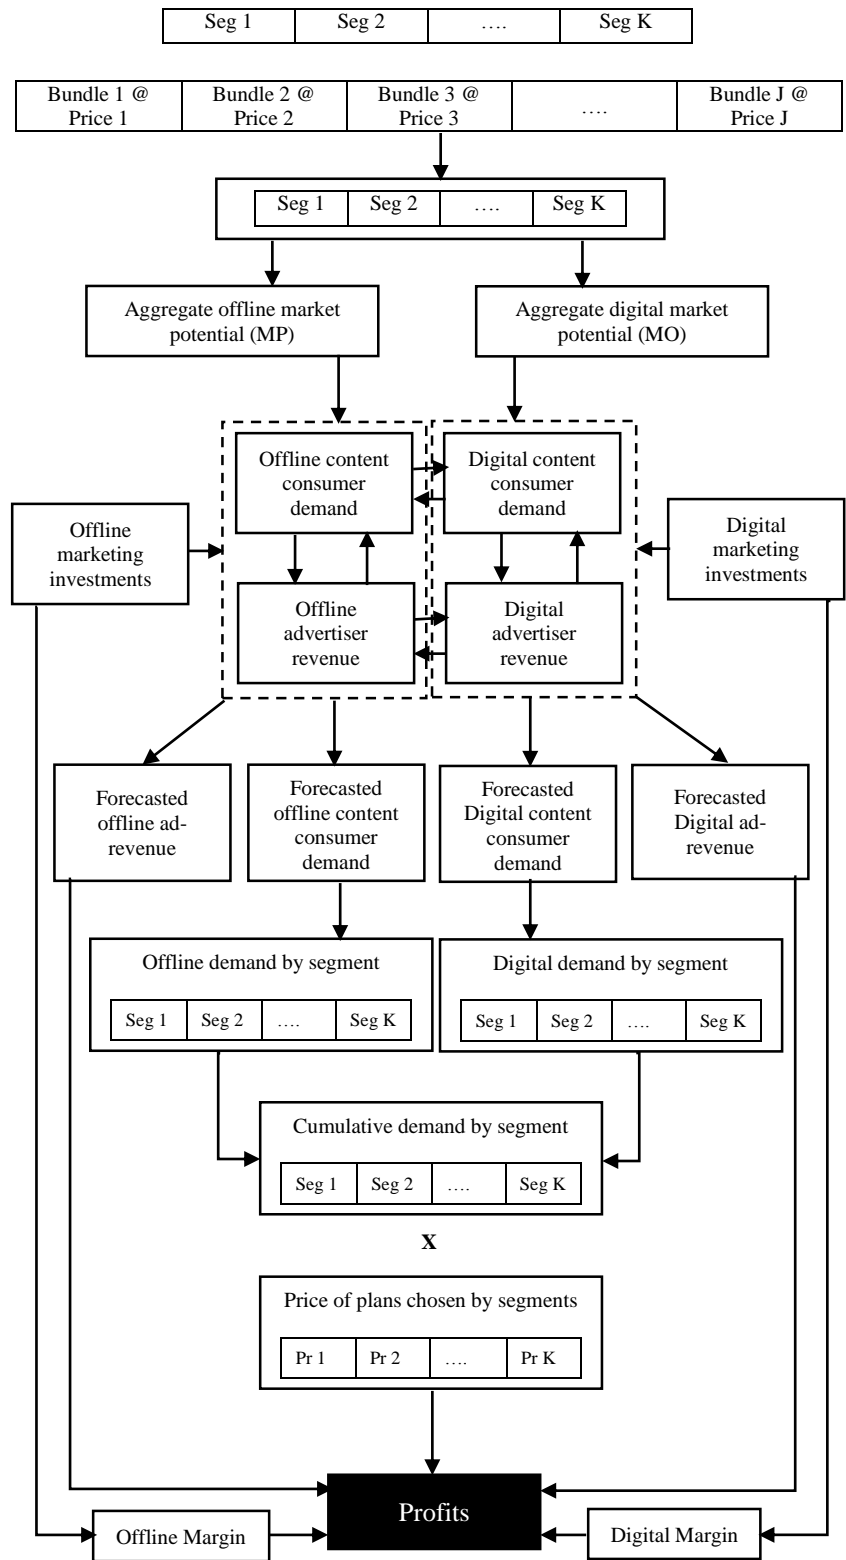 Seg 1 Seg 2 …. Seg K
Bundle 1 @ Bundle 2 @ Bundle 3 @ Bundle J @
Price 1 Price 2 Price 3 …. Price J
Seg 1 Seg 2 …. Seg K
Aggregate offline market
potential (MP)
Aggregate digital market
potential (MO)
Offline content
consumer
demand
Digital content
consumer
demand
Offline
marketing
investments
Digital
marketing
investments
Offline
advertiser
revenue
Digital
advertiser
revenue
Forecasted
offline ad-
revenue
Forecasted
offline content
consumer
demand
Forecasted
Digital content
consumer
demand
Forecasted
Digital ad-
revenue
Offline demand by segment
Seg 1 Seg 2 …. Seg K
Digital demand by segment
Seg 1 Seg 2 …. Seg K
Cumulative demand by segment
Seg 1 Seg 2 …. Seg K
X
Price of plans chosen by segments
Pr 1 Pr 2 …. Pr K
Profits
Offline Margin
Digital Margin